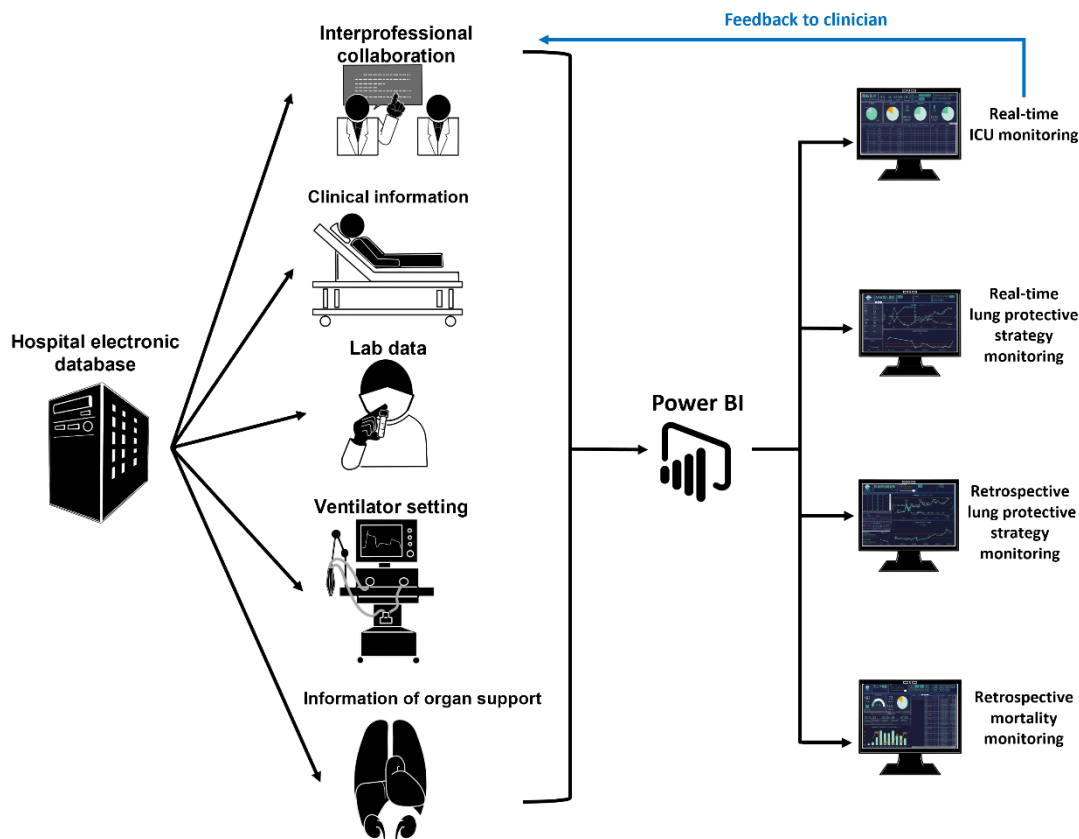 Feedback to clinician
Interprofessional
collaboration
Real-time
ICU monitoring
Clinical information
Real-time
lung protective
strategy
monitoring
Hospital electronic
database
Lab data
Power BI
Ventilator setting
Retrospective
lung protective
strategy
monitoring
Information of organ support
Retrospective
mortality
monitoring